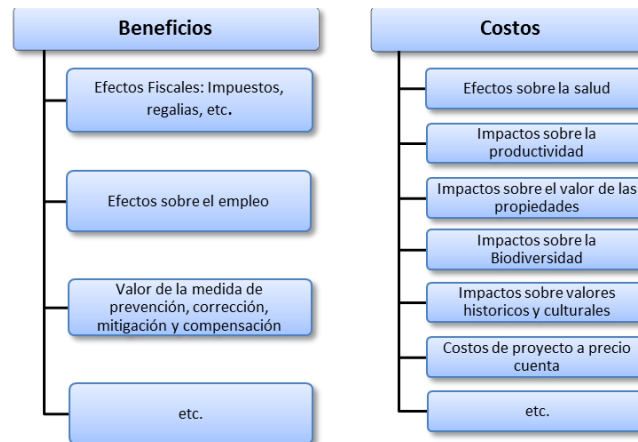 Beneficios
Efectos Fiscales: Impuestos,
regalias, etc.
Efectos sobre el empleo
Valor de la medida de
prevención, corrección,
mitigación y compensación
etc.
Costos
Efectos sobre la salud
Impactos sobre la
productividad
Impactos sobre el valor de las
propiedades
Impactos sobre la
Biodiversidad
Impactos sobre valores
historicos y culturales
Costos de proyecto a precio
cuenta
etc.